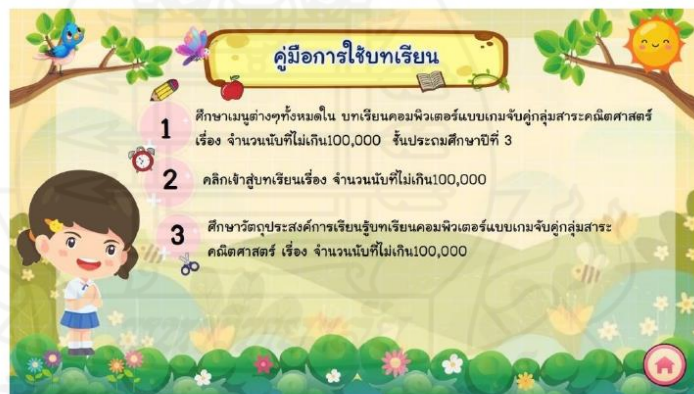 คู่มือการใช้บทเรียน
1 ศึกษาเมนูต่างๆทั้งหมดใน บทเรียนคอมพิวเตอร์แบบเกมจับคู่กลุ่มสาระคณิตศาสตร์
เรื่อง จำนวนนับที่ไม่เกิน100,000 ชั้นประถมศึกษาปีที่ 3
2 คลิกเข้าสู่บทเรียนเรื่อง จำนวนนับที่ไม่เกิน100,000
3 ศึกษาวัตถุประสงค์การเรียนรู้บทเรียนคอมพิวเตอร์แบบเกมจับคู่กลุ่มสาระ
คณิตศาสตร์ เรื่อง จำนวนนับที่ไม่เกิน100,000